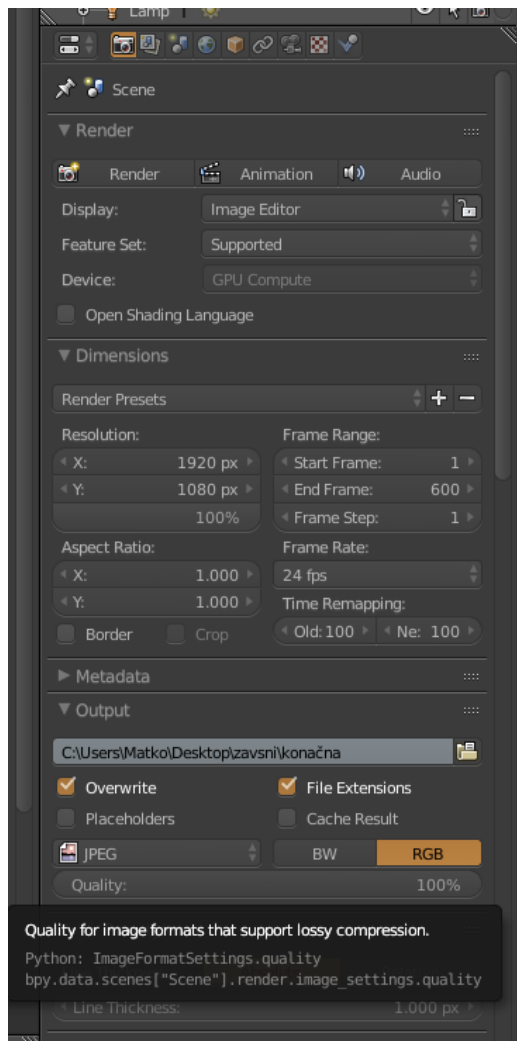 Lamp
Scene
Render
Render Animation Audio
Display: Image Editor
Feature Set: Supported
Device: GPU Compute
Open Shading Language
Dimensions
Render Presets
Resolution: Frame Range:
X: 1920 px Start Frame: 1
Y: 1080 px End Frame: 600
100% Frame Step: 1
Aspect Ratio: Frame Rate:
X: 1.000 24 fps
Y: 1.000 Time Remapping:
Border Crop Old: 100 Ne: 100
Metadata
Output
C:\Users\Matko\Desktop\zavsni\konačna
Overwrite File Extensions
Placeholders Cache Result
JPEG BW RGB
Quality: 100%
Quality for image formats that support lossy compression.
Python: ImageFormatSettings.quality
bpy.data.scenes["Scene"].render.image_settings.quality
Line Thickness: 1.000 px